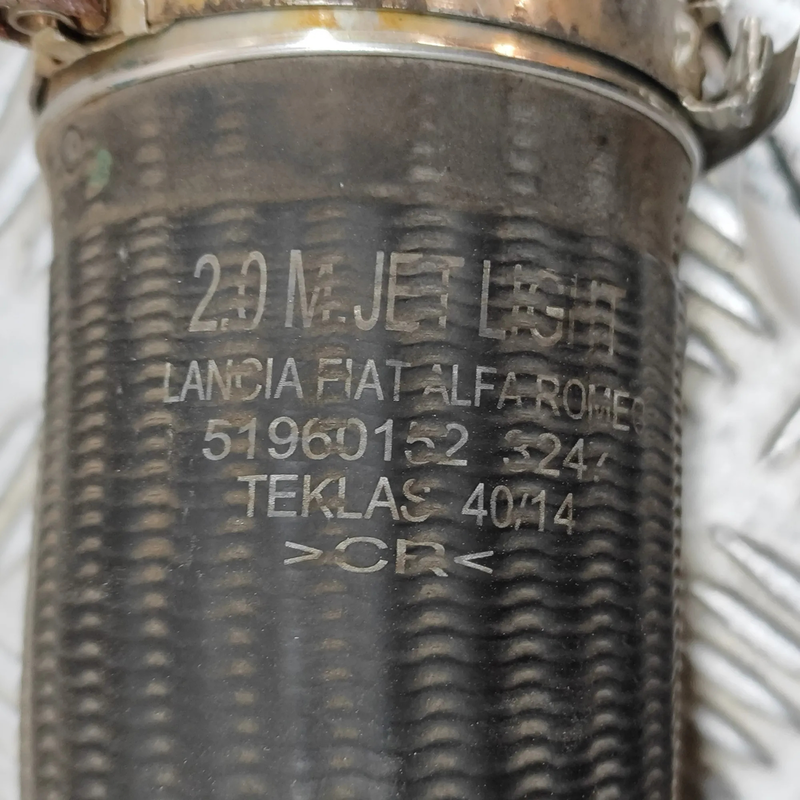 2.0 M.JET LIGHT
LANCIA FIAT ALFA ROMEO
51960152
TEKLAS 40/14
>CR<